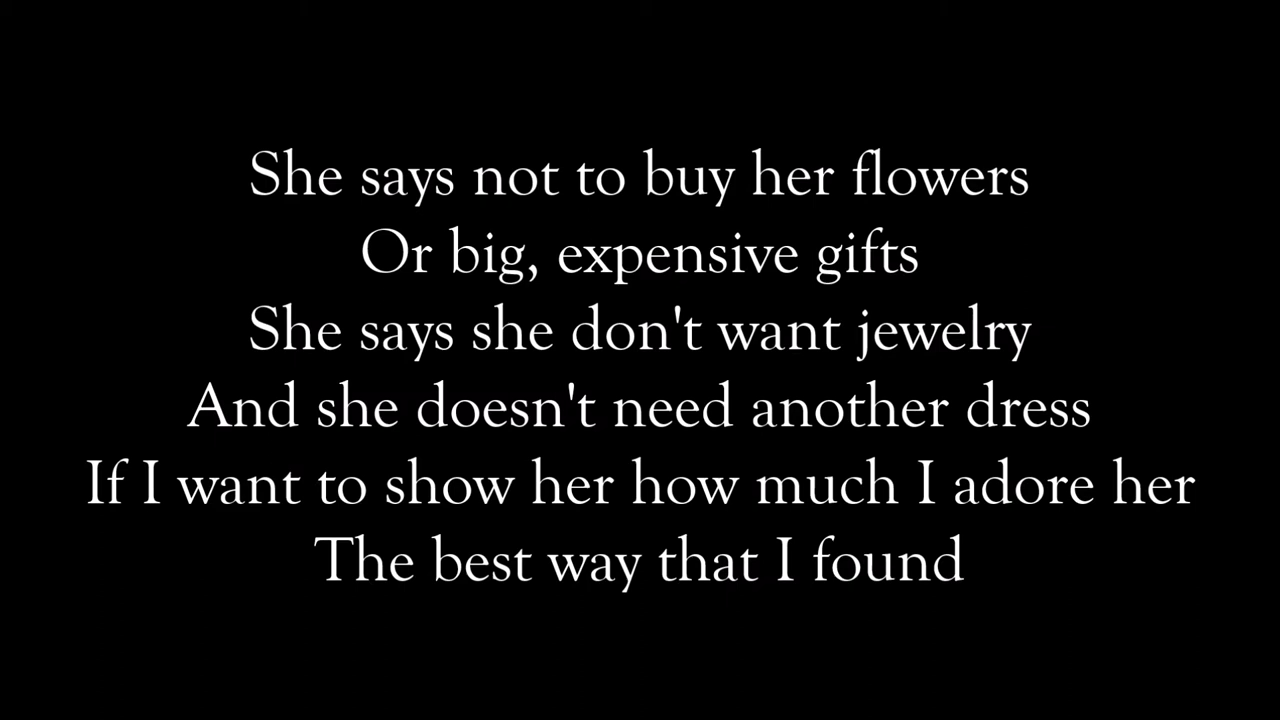 She says not to buy her flowers
Or big, expensive gifts
She says she don't want jewelry
And she doesn't need another dress
If I want to show her how much I adore her
The best way that I found